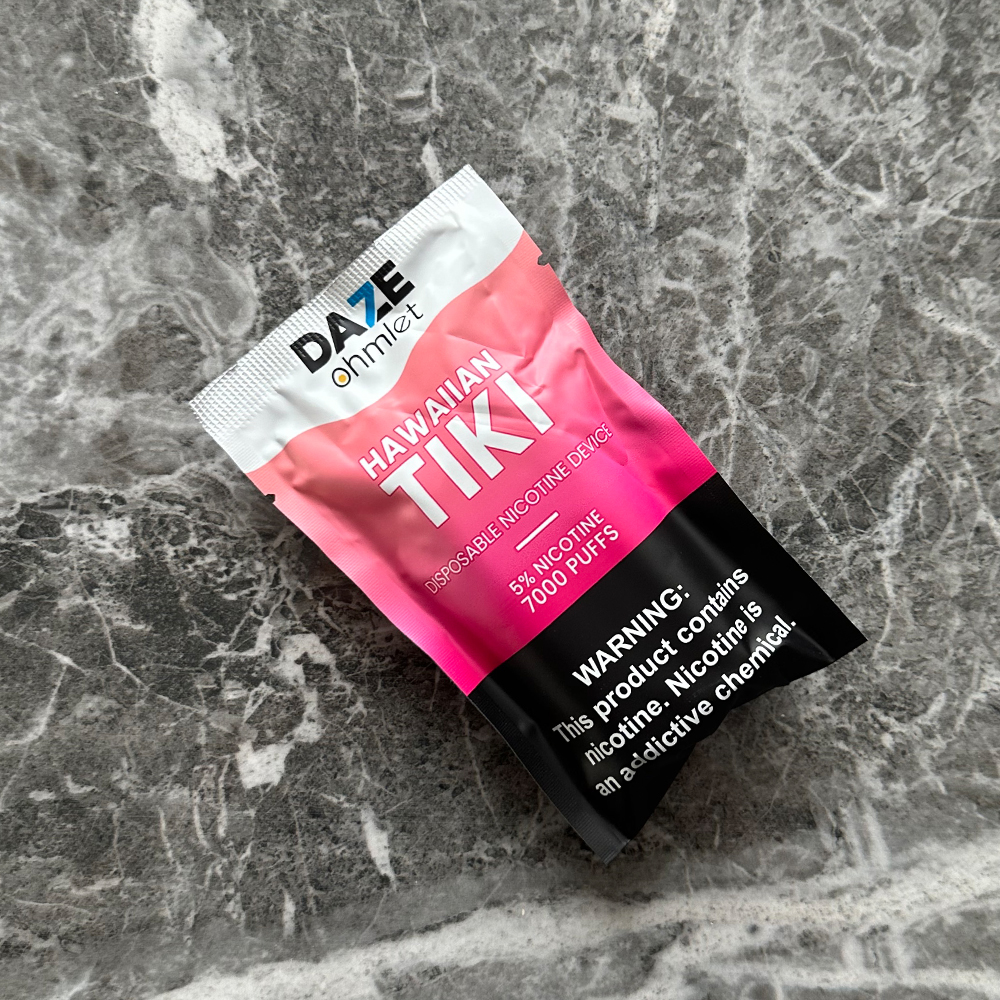 DAZE
ohmlet
HAWAIIAN
TIKI
DISPOSABLE NICOTINE DEVICE
5% NICOTINE
7000 PUFFS
WARNING:
This product contains
nicotine. Nicotine is
an addictive chemical.